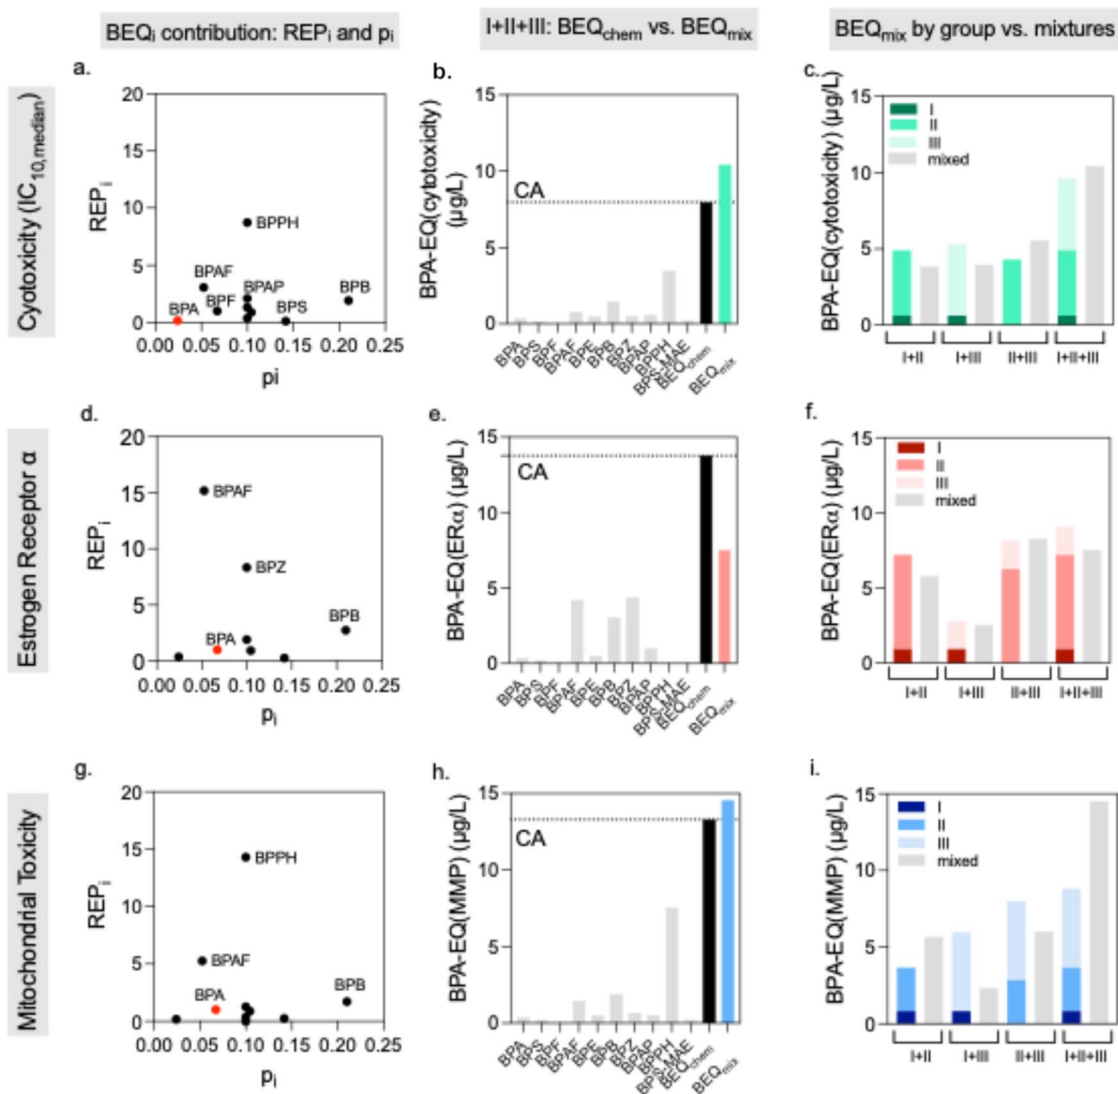 BEQi contribution: REPi and pi
I+II+III: BEQchem vs. BEQmix
BEQmix by group vs. mixtures
Cyotoxicity (IC10,median)
a.
REPi
20
15
10
5
0
BPPH
BPAF
BPAP
BPB
BPF
BPA
BPS
0.00 0.05 0.10 0.15 0.20 0.25
pi
b.
BPA-EQ(cytotoxicity)
(µg/L)
15
10
5
0
CA
BPA
BPS
BPF
BPAF
BPE
BPB
BPZ
BPAP
BPPH
BPS-MAE
BEQchem
BEQmix
c.
BPA-EQ(cytotoxicity) (µg/L)
15
10
5
0
I
II
III
mixed
I+II
I+III
II+III
I+II+III
Estrogen Receptor α
d.
REPi
20
15
10
5
0
BPAF
BPZ
BPB
BPA
0.00 0.05 0.10 0.15 0.20 0.25
pi
e.
BPA-EQ(ERα) (µg/L)
15
10
5
0
CA
BPA
BPS
BPF
BPAF
BPE
BPB
BPZ
BPAP
BPPH
BPS-MAE
BEQchem
BEQmix
f.
BPA-EQ(ERα) (µg/L)
15
10
5
0
I
II
III
mixed
I+II
I+III
II+III
I+II+III
Mitochondrial Toxicity
g.
REPi
20
15
10
5
0
BPPH
BPAF
BPA
BPB
0.00 0.05 0.10 0.15 0.20 0.25
pi
h.
BPA-EQ(MMP) (µg/L)
15
10
5
0
CA
BPA
BPS
BPF
BPAF
BPE
BPB
BPZ
BPAP
BPPH
BPS-MAE
BEQchem
BEQmix
i.
BPA-EQ(MMP) (µg/L)
15
10
5
0
I
II
III
mixed
I+II
I+III
II+III
I+II+III